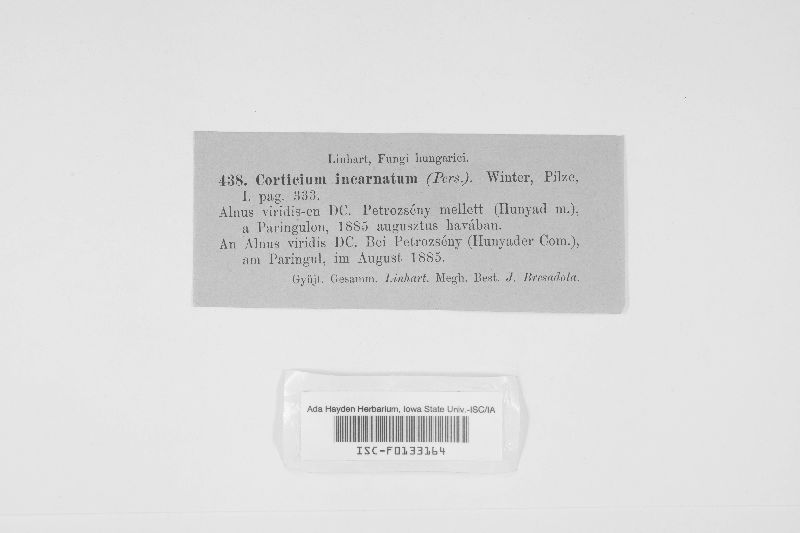 Linhart, Fungi hungarici.
438. Corticium incarnatum (Pers.). Winter, Pilze,
I. pag. 333.
Alnus viridis-en DC. Petrozsény mellett (Hunyad m.),
a Paringulon, 1885 augusztus havában.
An Alnus viridis DC. Bei Petrozsény (Hunyader Com.),
am Paringul, im August 1885.
Gyűjt. Gesamm. Linhart. Megh. Best. J. Bresadola.
Ada Hayden Herbarium, Iowa State Univ.-ISC/IA
ISC-F0133164